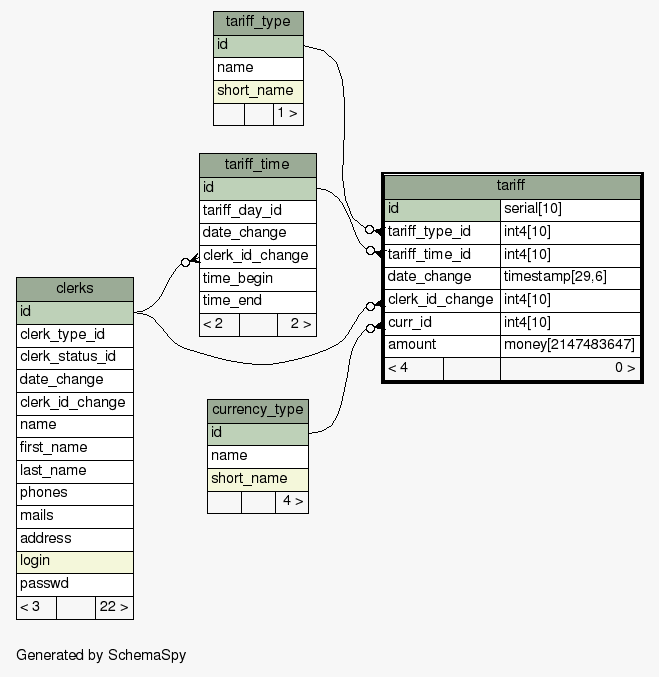 tariff_type
id
name
short_name
1 >
tariff_time
id
tariff_day_id
date_change
clerk_id_change
time_begin
time_end
< 2 2 >
tariff
id serial[10]
tariff_type_id int4[10]
tariff_time_id int4[10]
date_change timestamp[29,6]
clerk_id_change int4[10]
curr_id int4[10]
amount money[2147483647]
< 4 0 >
clerks
id
clerk_type_id
clerk_status_id
date_change
clerk_id_change
name
first_name
last_name
phones
mails
address
login
passwd
< 3 22 >
currency_type
id
name
short_name
4 >
Generated by SchemaSpy